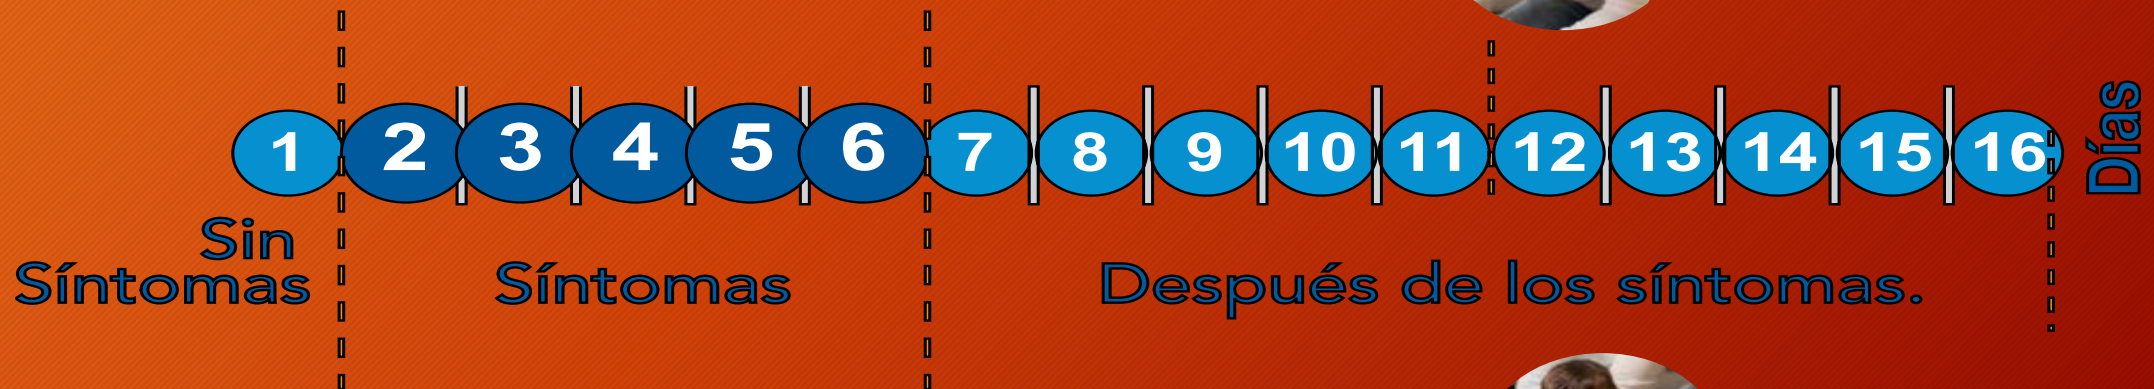 1 2 3 4 5 6 7 8 9 10 11 12 13 14 15 16
Días
Sin
Síntomas
Síntomas
Después de los síntomas.